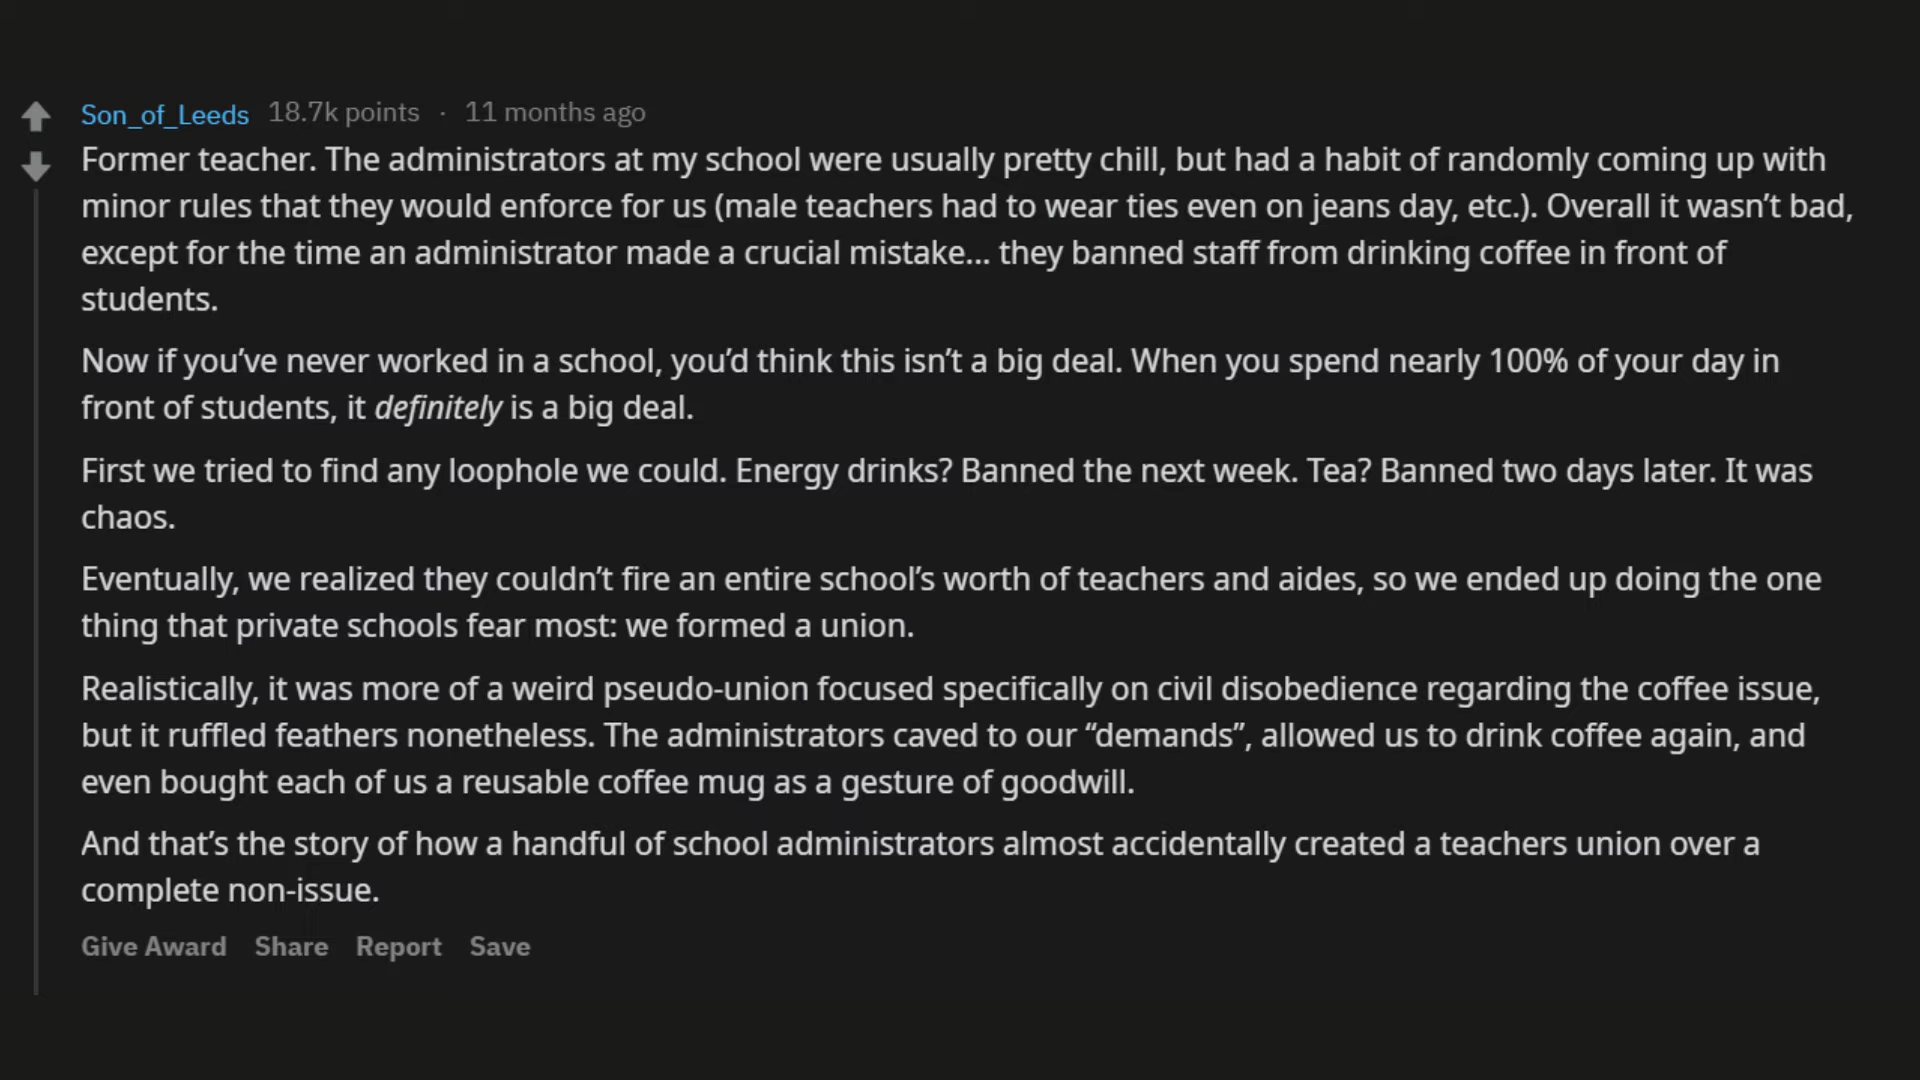 Son_of_Leeds 18.7k points · 11 months ago
Former teacher. The administrators at my school were usually pretty chill, but had a habit of randomly coming up with
minor rules that they would enforce for us (male teachers had to wear ties even on jeans day, etc.). Overall it wasn’t bad,
except for the time an administrator made a crucial mistake... they banned staff from drinking coffee in front of
students.
Now if you’ve never worked in a school, you’d think this isn’t a big deal. When you spend nearly 100% of your day in
front of students, it definitely is a big deal.
First we tried to find any loophole we could. Energy drinks? Banned the next week. Tea? Banned two days later. It was
chaos.
Eventually, we realized they couldn’t fire an entire school’s worth of teachers and aides, so we ended up doing the one
thing that private schools fear most: we formed a union.
Realistically, it was more of a weird pseudo-union focused specifically on civil disobedience regarding the coffee issue,
but it ruffled feathers nonetheless. The administrators caved to our “demands”, allowed us to drink coffee again, and
even bought each of us a reusable coffee mug as a gesture of goodwill.
And that’s the story of how a handful of school administrators almost accidentally created a teachers union over a
complete non-issue.
Give Award Share Report Save